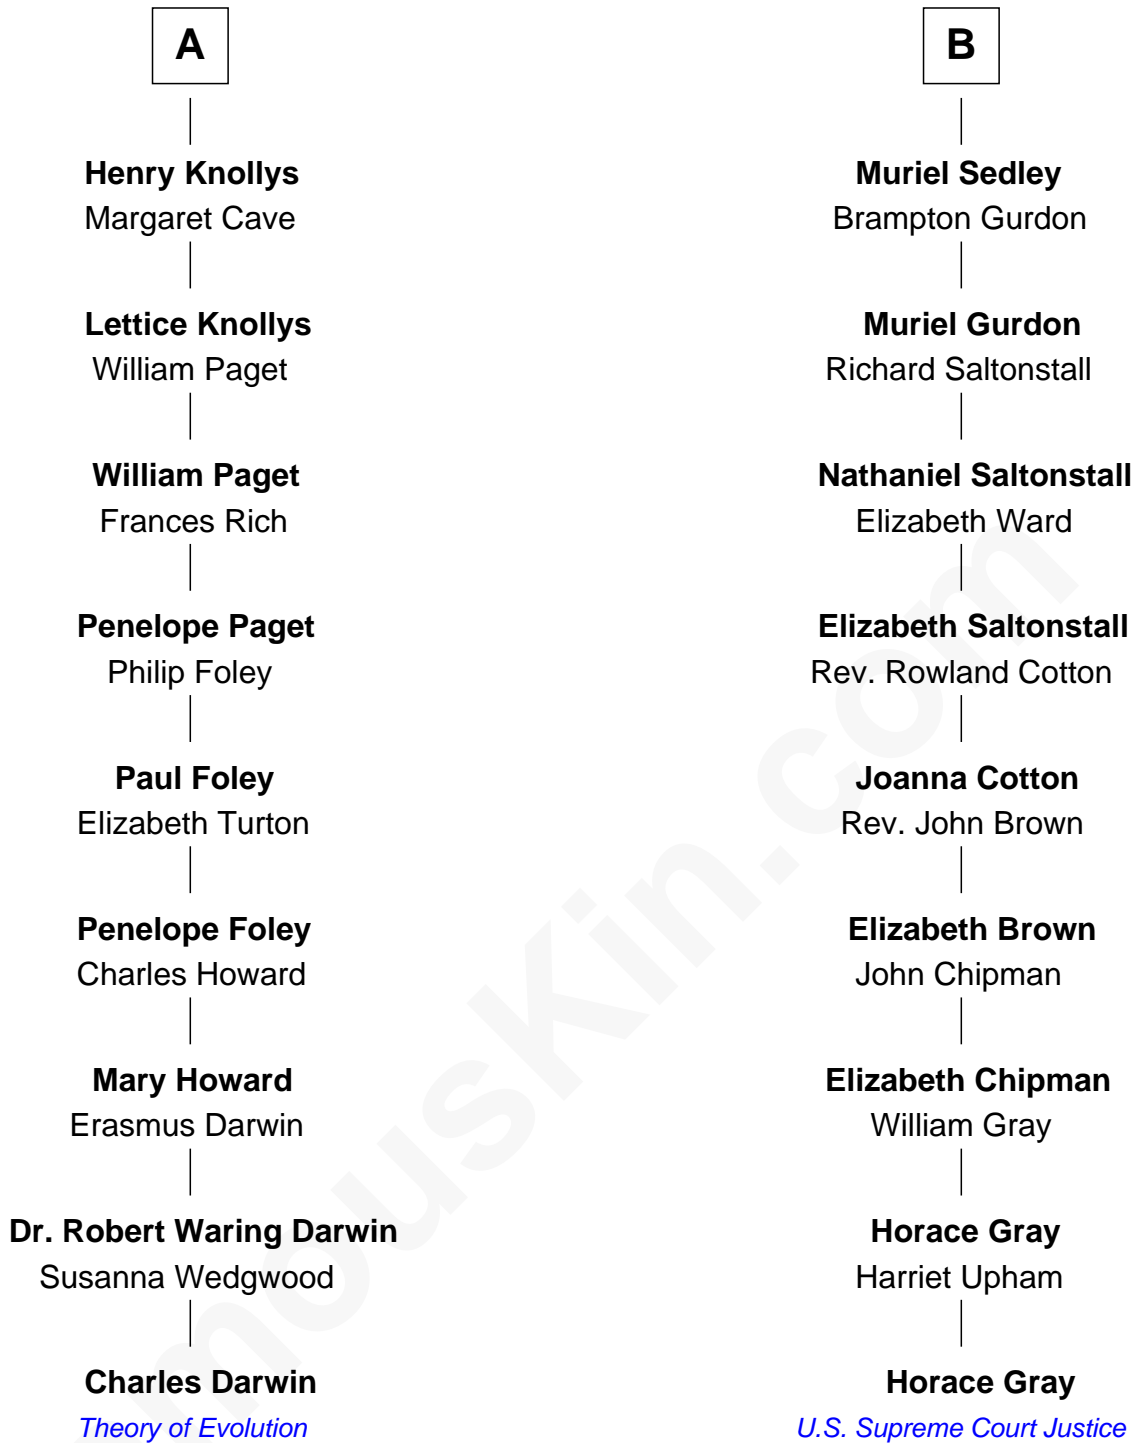 A
Henry Knollys
Margaret Cave
Lettice Knollys
William Paget
William Paget
Frances Rich
Penelope Paget
Philip Foley
Paul Foley
Elizabeth Turton
Penelope Foley
Charles Howard
Mary Howard
Erasmus Darwin
Dr. Robert Waring Darwin
Susanna Wedgwood
Charles Darwin
Theory of Evolution
B
Muriel Sedley
Brampton Gurdon
Muriel Gurdon
Richard Saltonstall
Nathaniel Saltonstall
Elizabeth Ward
Elizabeth Saltonstall
Rev. Rowland Cotton
Joanna Cotton
Rev. John Brown
Elizabeth Brown
John Chipman
Elizabeth Chipman
William Gray
Horace Gray
Harriet Upham
Horace Gray
U.S. Supreme Court Justice
mousKin.com